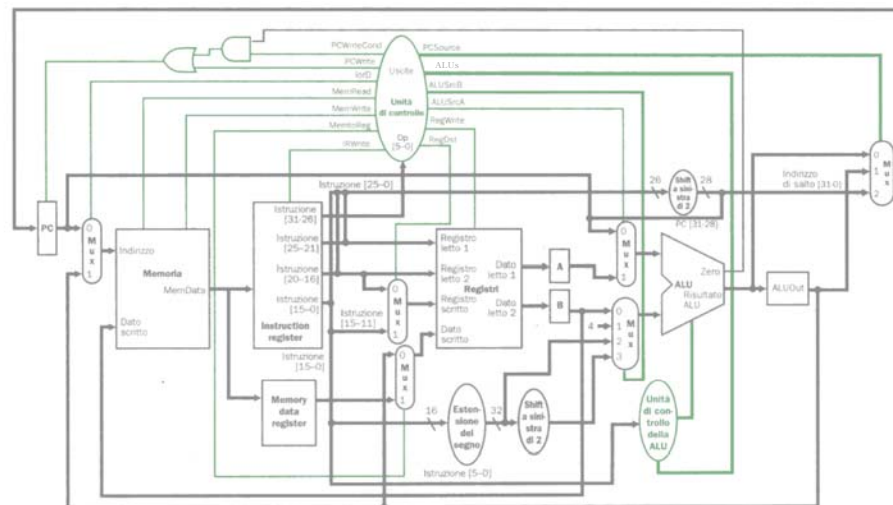 PCWriteCond
PCSource
PCWrite
Uscite
ALUs
IorD
ALUSrcB
MemRead
Unità
di controllo
ALUSrcA
MemWrite
RegWrite
MemtoReg
Op
[5–0]
RegDst
IRWrite
0
M
u
x
1
2
Istruzione [25–0]
26
Shift
a sini-
stra
di 2
28
Indirizzo
di salto [31-0]
PC [31-28]
PC
0
M
u
x
1
Indirizzo
Memoria
MemData
Dato
scritto
Istruzione
[31-26]
Istruzione
[25–21]
Istruzione
[20–16]
Istruzione
[15–0]
Instruction
register
Istruzione
[15–11]
Istruzione
[15–0]
0
M
u
x
1
0
M
u
x
1
Registro
letto 1
Registro
letto 2
Registri
Registro
scritto
Dato
scritto
Dato
letto 1
Dato
letto 2
A
B
0
M
u
x
1
4
0
1
2
3
M
u
x
Zero
ALU
Risultato
ALU
ALUOut
Memory
data
register
16
Esten-
sione
del
segno
32
Shift
a sini-
stra
di 2
Unità
di con-
trollo
della
ALU
Istruzione [5–0]